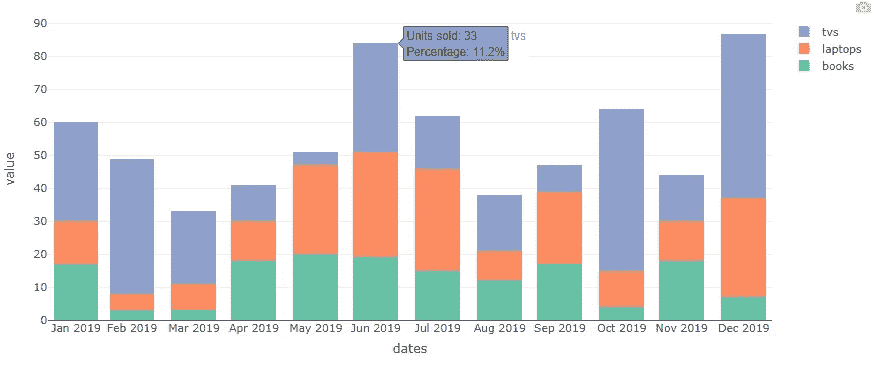 90
80
70
60
50
40
30
20
10
0
value
Units sold: 33
Percentage: 11.2%
tvs
tvs
laptops
books
Jan 2019 Feb 2019 Mar 2019 Apr 2019 May 2019 Jun 2019 Jul 2019 Aug 2019 Sep 2019 Oct 2019 Nov 2019 Dec 2019
dates